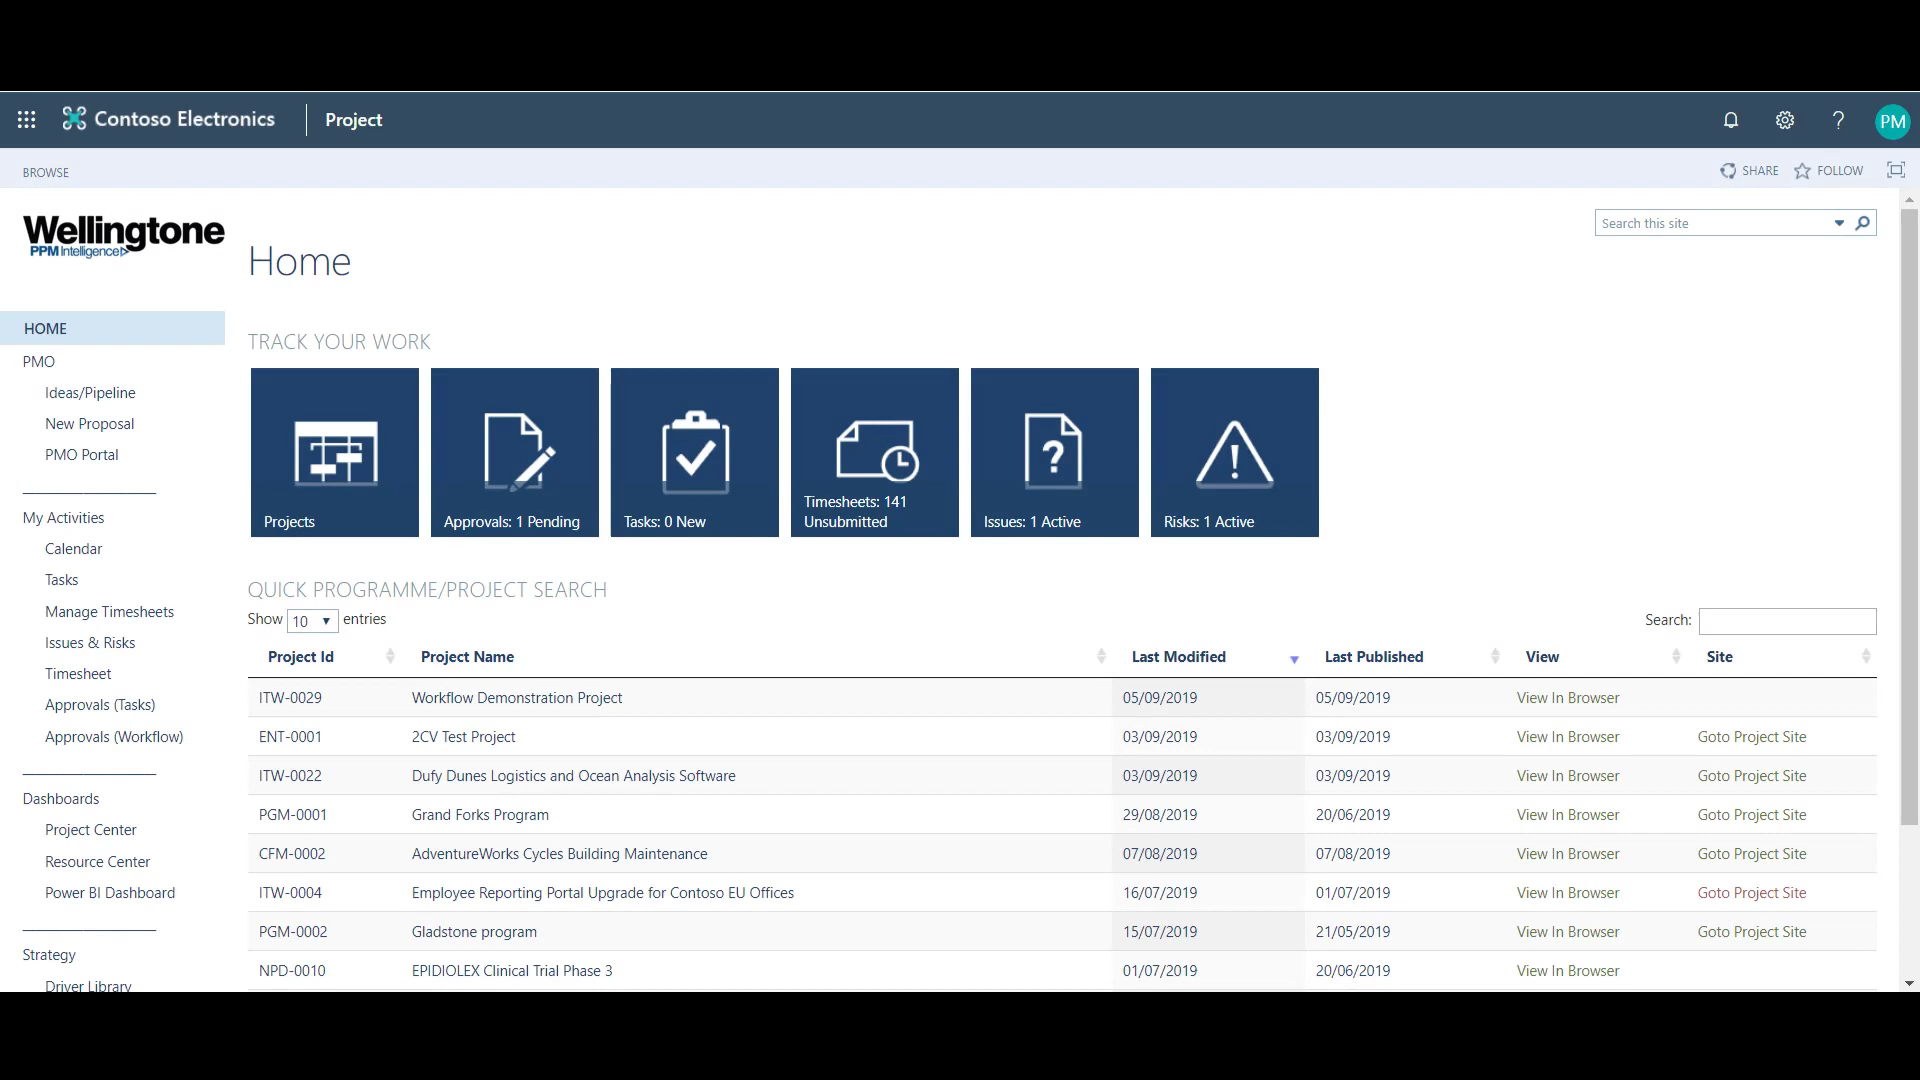 Contoso Electronics
Project
PM
BROWSE
SHARE
FOLLOW
Wellingtone
PPM Intelligence
Home
Search this site
HOME
PMO
Ideas/Pipeline
New Proposal
PMO Portal
My Activities
Calendar
Tasks
Manage Timesheets
Issues & Risks
Timesheet
Approvals (Tasks)
Approvals (Workflow)
Dashboards
Project Center
Resource Center
Power BI Dashboard
Strategy
Driver Library
TRACK YOUR WORK
Projects
Approvals: 1 Pending
Tasks: 0 New
Timesheets: 141
Unsubmitted
Issues: 1 Active
Risks: 1 Active
QUICK PROGRAMME/PROJECT SEARCH
Show 10 entries
Search:
Project Id Project Name Last Modified Last Published View Site
ITW-0029 Workflow Demonstration Project 05/09/2019 05/09/2019 View In Browser
ENT-0001 2CV Test Project 03/09/2019 03/09/2019 View In Browser Goto Project Site
ITW-0022 Dufy Dunes Logistics and Ocean Analysis Software 03/09/2019 03/09/2019 View In Browser Goto Project Site
PGM-0001 Grand Forks Program 29/08/2019 20/06/2019 View In Browser Goto Project Site
CFM-0002 AdventureWorks Cycles Building Maintenance 07/08/2019 07/08/2019 View In Browser Goto Project Site
ITW-0004 Employee Reporting Portal Upgrade for Contoso EU Offices 16/07/2019 01/07/2019 View In Browser Goto Project Site
PGM-0002 Gladstone program 15/07/2019 21/05/2019 View In Browser Goto Project Site
NPD-0010 EPIDIOLEX Clinical Trial Phase 3 01/07/2019 20/06/2019 View In Browser